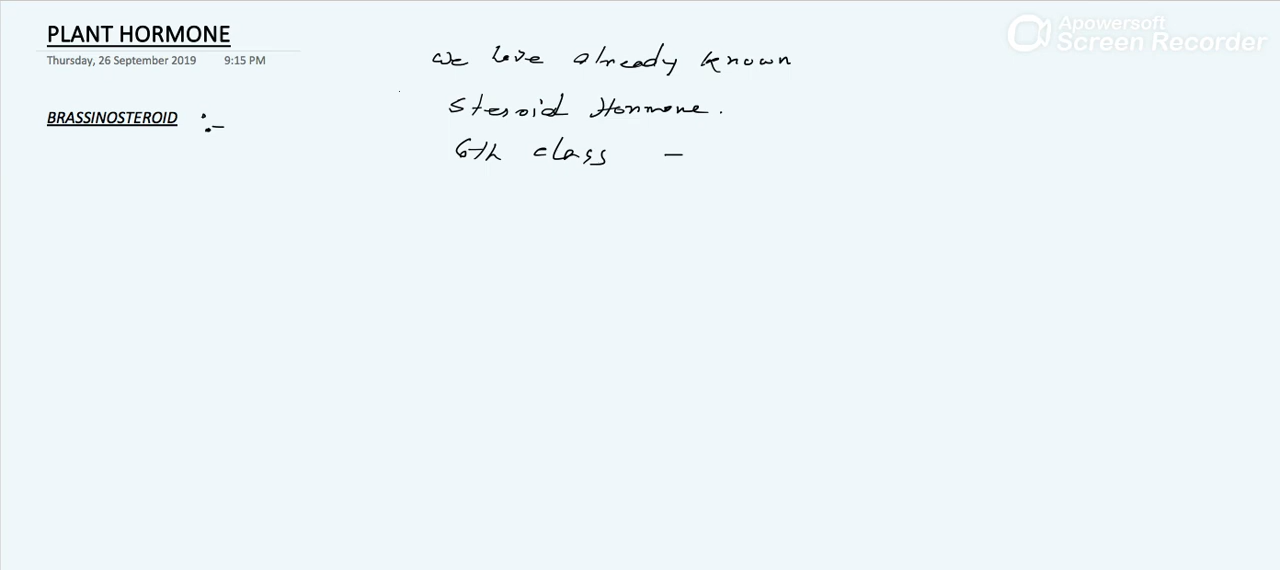 PLANT HORMONE
Thursday, 26 September 2019 9:15 PM
BRASSINOSTEROID :-
we have already known
steroid Hormone.
6th class -
Apowersoft
Screen Recorder